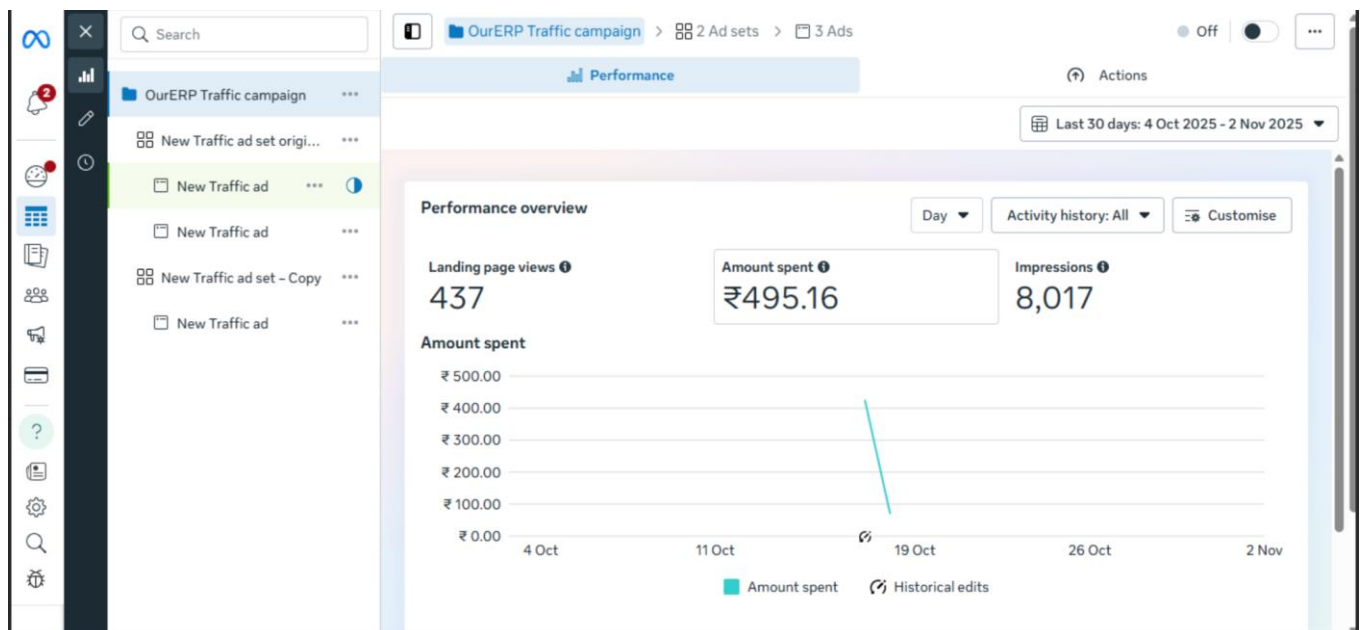 2
Search
OurERP Traffic campaign
New Traffic ad set origi...
New Traffic ad
New Traffic ad
New Traffic ad set – Copy
New Traffic ad
OurERP Traffic campaign > 2 Ad sets > 3 Ads
Off
Performance
Actions
Last 30 days: 4 Oct 2025 - 2 Nov 2025
Performance overview
Day
Activity history: All
Customise
Landing page views
437
Amount spent
₹495.16
Impressions
8,017
Amount spent
₹ 500.00
₹ 400.00
₹ 300.00
₹ 200.00
₹ 100.00
₹ 0.00
4 Oct
11 Oct
19 Oct
26 Oct
2 Nov
Amount spent
Historical edits